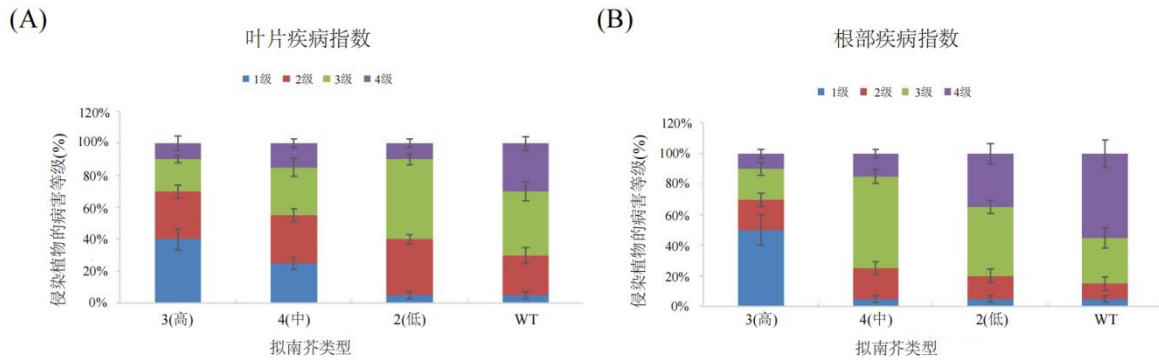 (A)
叶片疾病指数
1级 2级 3级 4级
侵染植物的病害等级(%)
120%
100%
80%
60%
40%
20%
0%
3(高) 4(中) 2(低) WT
拟南芥类型
(B)
根部疾病指数
1级 2级 3级 4级
侵染植物的病害等级(%)
120%
100%
80%
60%
40%
20%
0%
3(高) 4(中) 2(低) WT
拟南芥类型